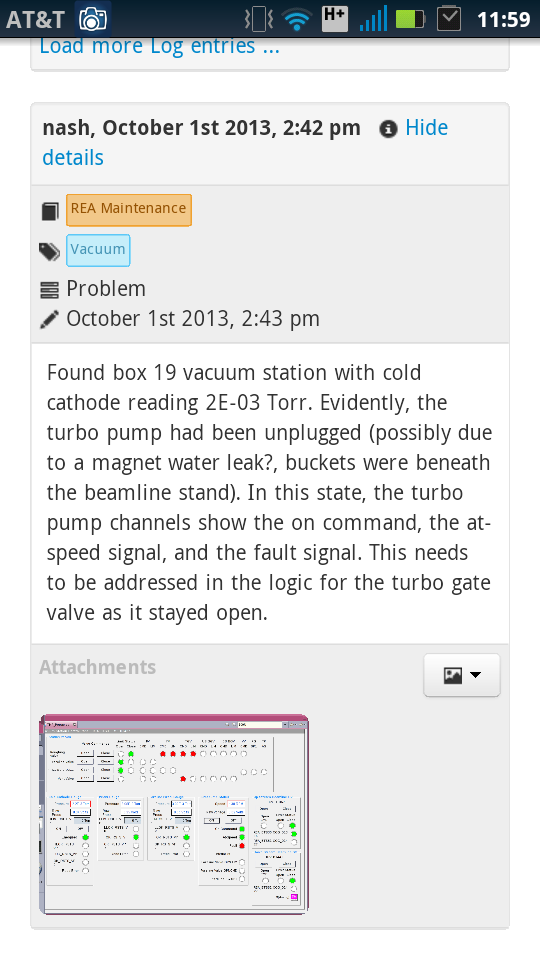 AT&T H+ 11:59
Load more Log entries ...
nash, October 1st 2013, 2:42 pm Hide
details
REA Maintenance
Vacuum
Problem
October 1st 2013, 2:43 pm
Found box 19 vacuum station with cold
cathode reading 2E-03 Torr. Evidently, the
turbo pump had been unplugged (possibly due
to a magnet water leak?, buckets were beneath
the beamline stand). In this state, the turbo
pump channels show the on command, the at-
speed signal, and the fault signal. This needs
to be addressed in the logic for the turbo gate
valve as it stayed open.
Attachments